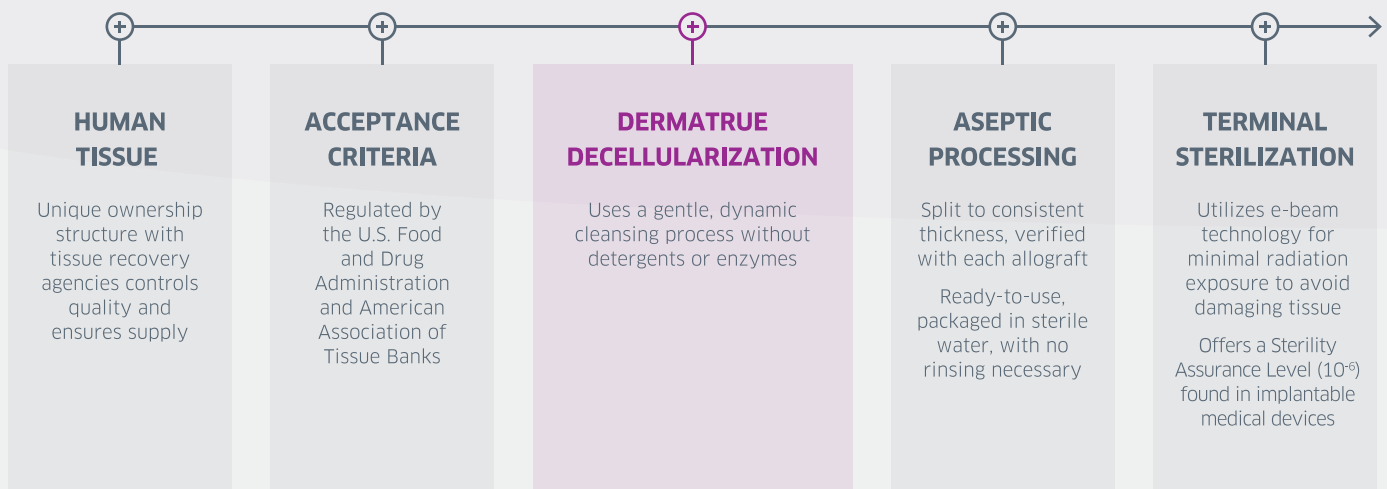 HUMAN
TISSUE
Unique ownership
structure with
tissue recovery
agencies controls
quality and
ensures supply
ACCEPTANCE
CRITERIA
Regulated by
the U.S. Food
and Drug
Administration
and American
Association of
Tissue Banks
DERMATRUE
DECELLULARIZATION
Uses a gentle, dynamic
cleansing process without
detergents or enzymes
ASEPTIC
PROCESSING
Split to consistent
thickness, verified
with each allograft
Ready-to-use,
packaged in sterile
water, with no
rinsing necessary
TERMINAL
STERILIZATION
Utilizes e-beam
technology for
minimal radiation
exposure to avoid
damaging tissue
Offers a Sterility
Assurance Level (10⁻⁶)
found in implantable
medical devices